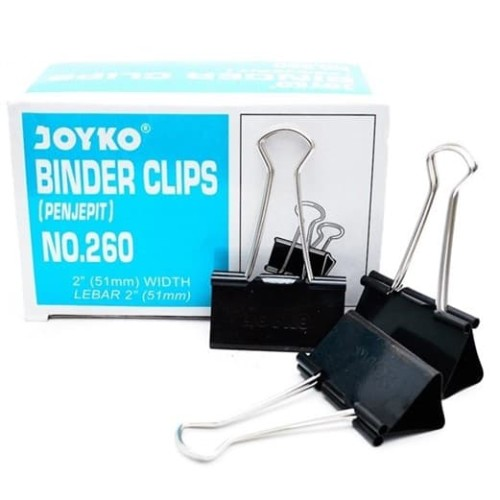 JOYKO®
BINDER CLIPS
BINDER CLIPS
(PENJEPIT)
NO.260
2" (51mm) WIDTH
LEBAR 2" (51mm)